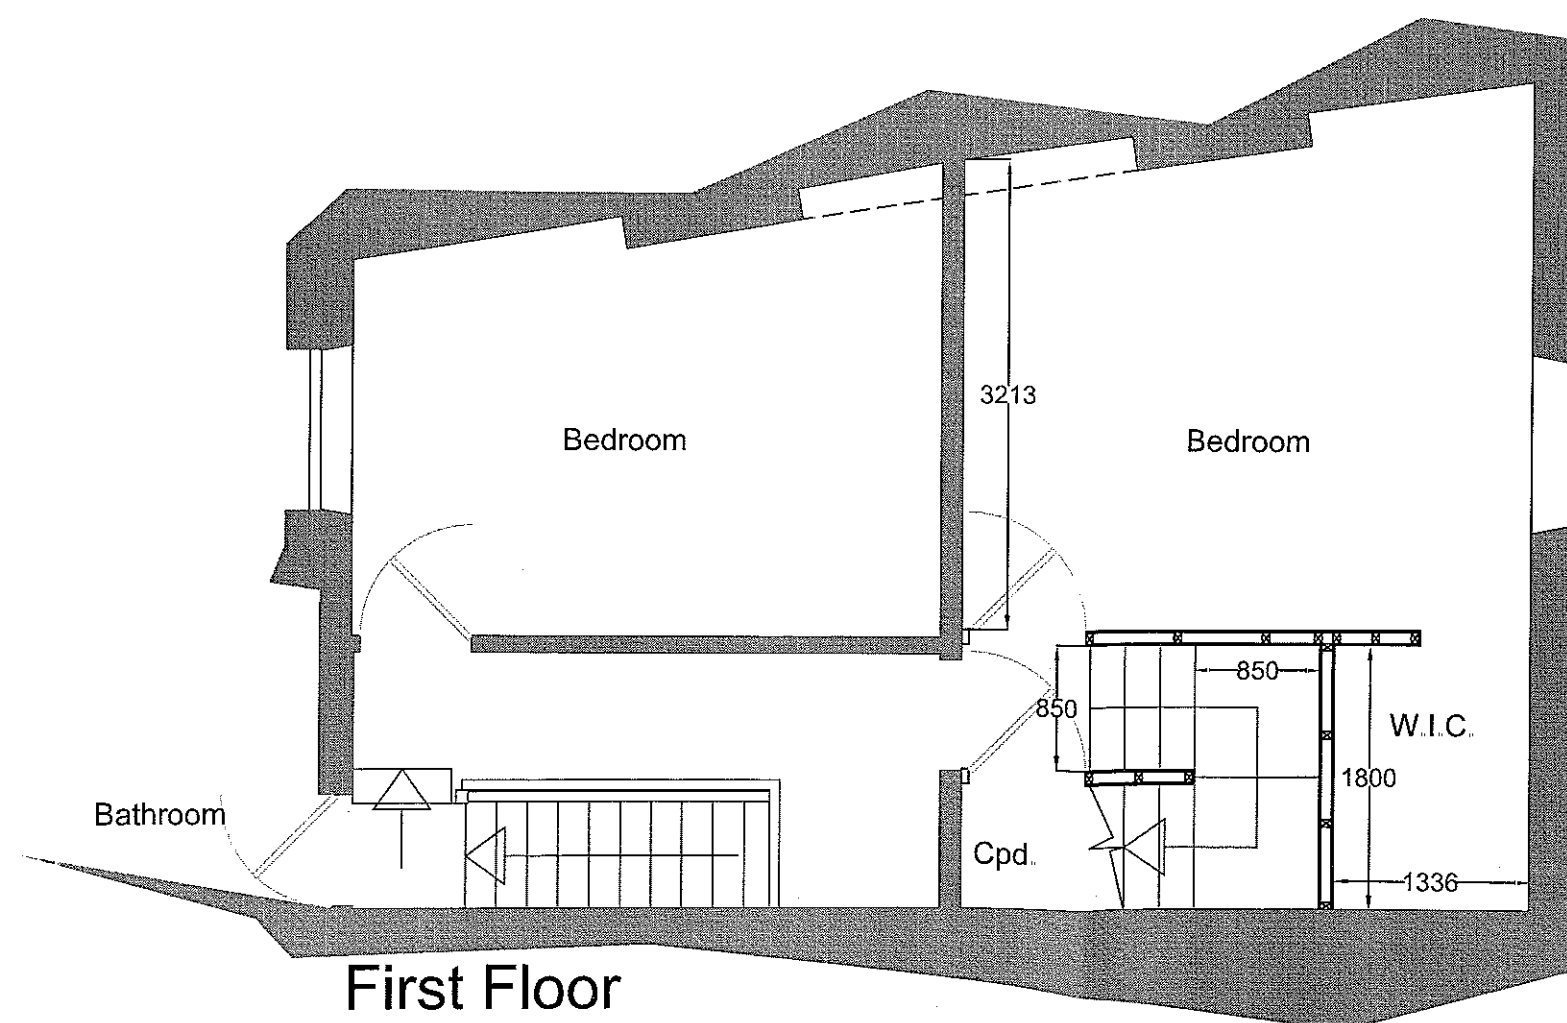 3213
Bedroom
Bedroom
850
850
W.I.C.
1800
Bathroom
Cpd.
1336
First Floor